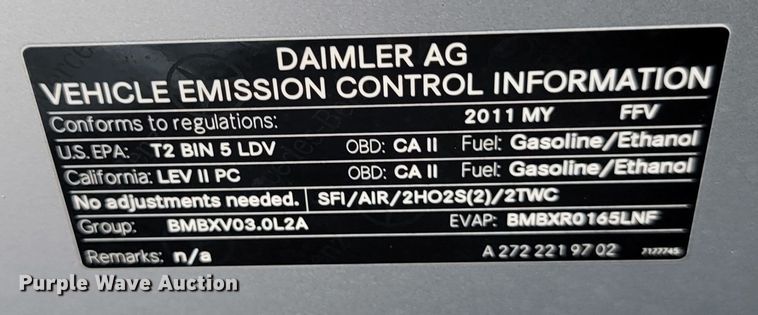 DAIMLER AG
VEHICLE EMISSION CONTROL INFORMATION
Conforms to regulations: 2011 MY FFV
U.S. EPA: T2 BIN 5 LDV OBD: CA II Fuel: Gasoline/Ethanol
California: LEV II PC OBD: CA II Fuel: Gasoline/Ethanol
No adjustments needed. SFI/AIR/2HO2S(2)/2TWC
Group: BMBXV03.0L2A EVAP: BMBXR0165LNF
Remarks: n/a A 272 221 97 02 7177745
Purple Wave Auction